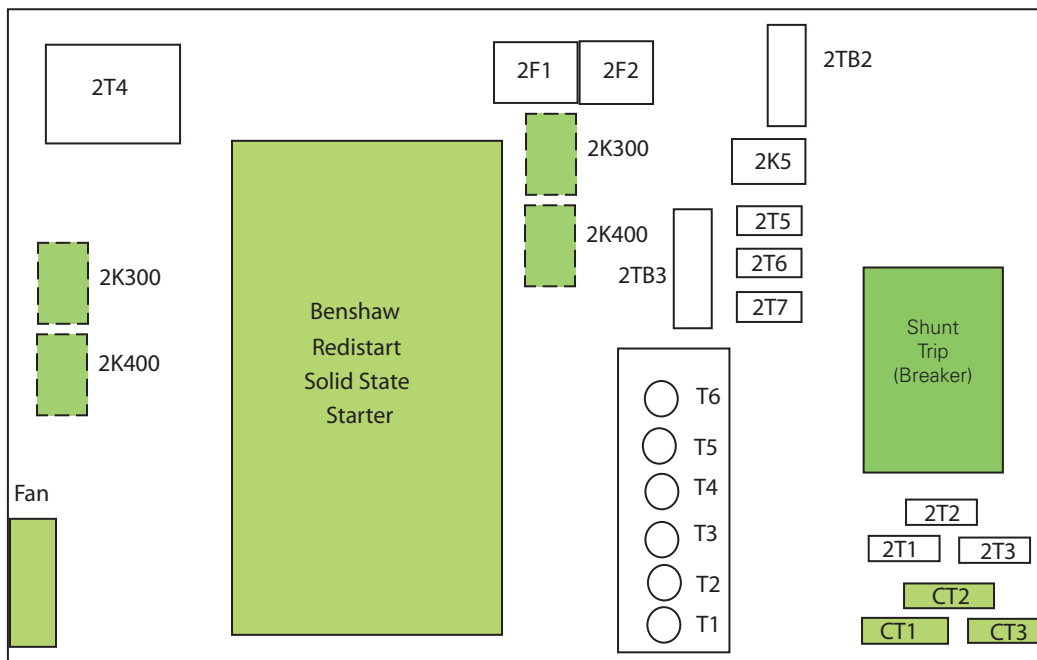 2T4
2F1
2F2
2TB2
2K300
2K5
2K400
2T5
2T6
2T7
2TB3
2K300
2K400
Benshaw
Redistart
Solid State
Starter
Shunt
Trip
(Breaker)
T6
T5
T4
T3
T2
T1
Fan
2T2
2T1
2T3
CT2
CT1
CT3